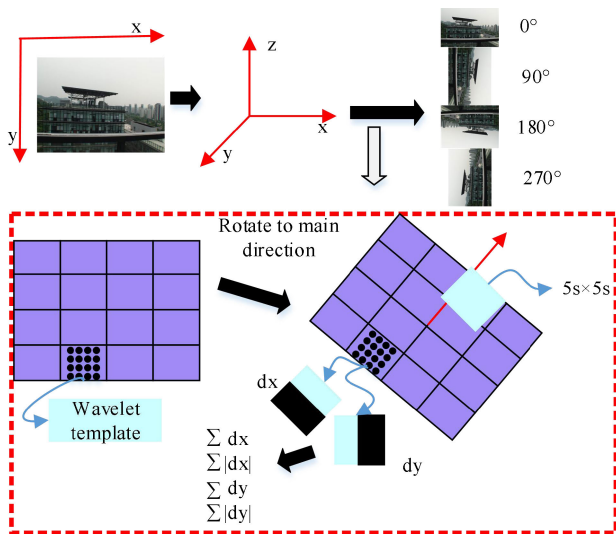 x
y
z
x
y
0°
90°
180°
270°
Rotate to main
direction
5s×5s
Wavelet
template
dx
dy
∑ dx
∑|dx|
∑ dy
∑|dy|